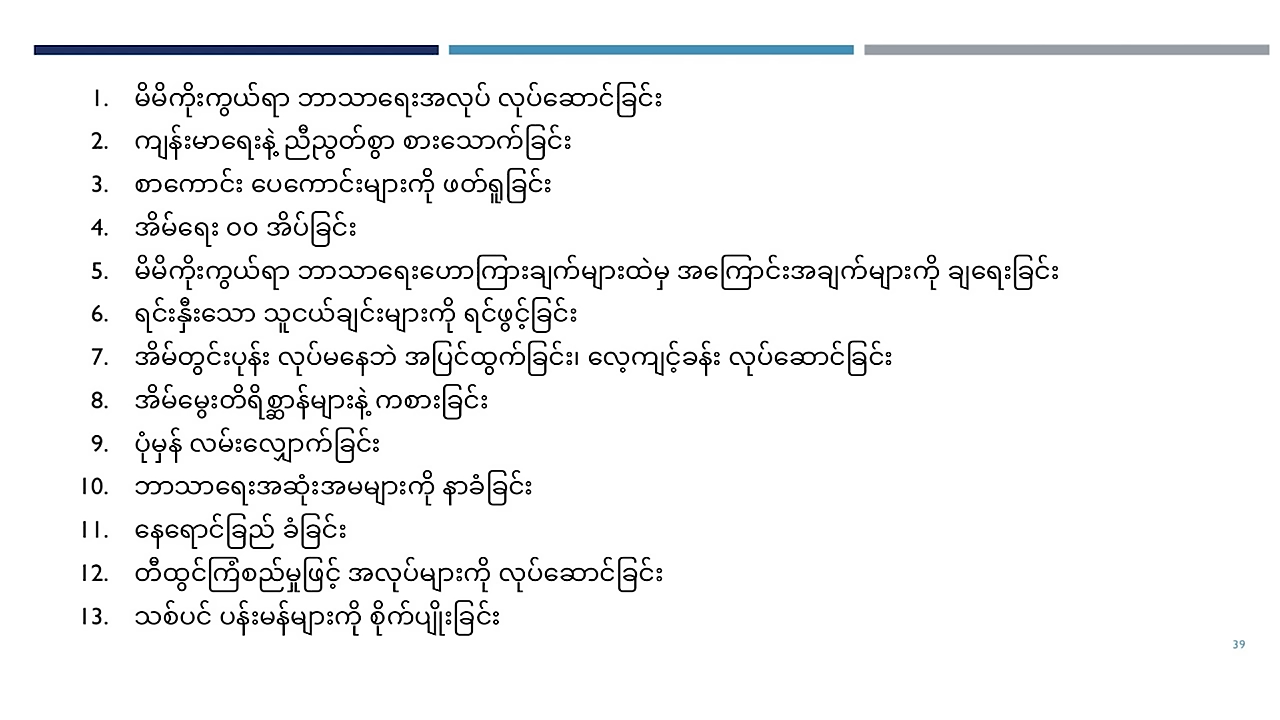 1. မိမိကိုးကွယ်ရာ ဘာသာရေးအလုပ် လုပ်ဆောင်ခြင်း
2. ကျန်းမာရေးနဲ့ ညီညွတ်စွာ စားသောက်ခြင်း
3. စာကောင်း ပေကောင်းများကို ဖတ်ရှူခြင်း
4. အိမ်ရေး ဝဝ အိပ်ခြင်း
5. မိမိကိုးကွယ်ရာ ဘာသာရေးဟောကြားချက်များထဲမှ အကြောင်းအချက်များကို ချရေးခြင်း
6. ရင်းနှီးသော သူငယ်ချင်းများကို ရင်ဖွင့်ခြင်း
7. အိမ်တွင်းပုန်း လုပ်မနေဘဲ အပြင်ထွက်ခြင်း၊ လေ့ကျင့်ခန်း လုပ်ဆောင်ခြင်း
8. အိမ်မွေးတိရိစ္ဆာန်များနဲ့ ကစားခြင်း
9. ပုံမှန် လမ်းလျှောက်ခြင်း
10. ဘာသာရေးအဆုံးအမများကို နာခံခြင်း
11. နေရောင်ခြည် ခံခြင်း
12. တီထွင်ကြံစည်မှုဖြင့် အလုပ်များကို လုပ်ဆောင်ခြင်း
13. သစ်ပင် ပန်းမန်များကို စိုက်ပျိုးခြင်း
39